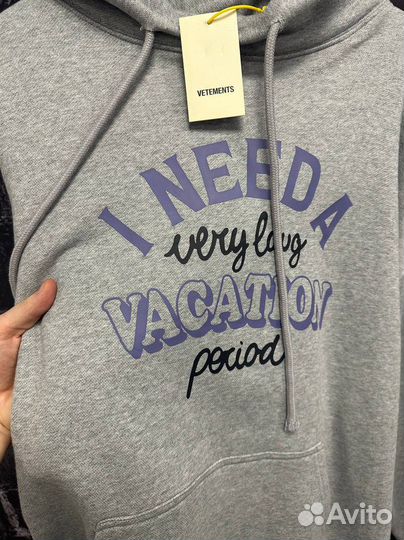 VETEMENTS
I NEED A
very long
VACATION
period
Avito